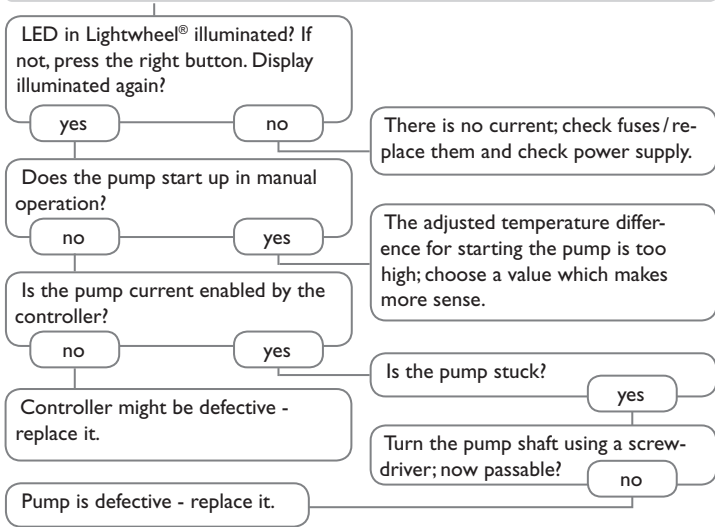 LED in Lightwheel® illuminated? If
not, press the right button. Display
illuminated again?
yes
no
There is no current; check fuses/re-
place them and check power supply.
Does the pump start up in manual
operation?
no
yes
The adjusted temperature differ-
ence for starting the pump is too
high; choose a value which makes
more sense.
Is the pump current enabled by the
controller?
no
yes
Is the pump stuck?
yes
Controller might be defective -
replace it.
Turn the pump shaft using a screw-
driver; now passable?
no
Pump is defective - replace it.